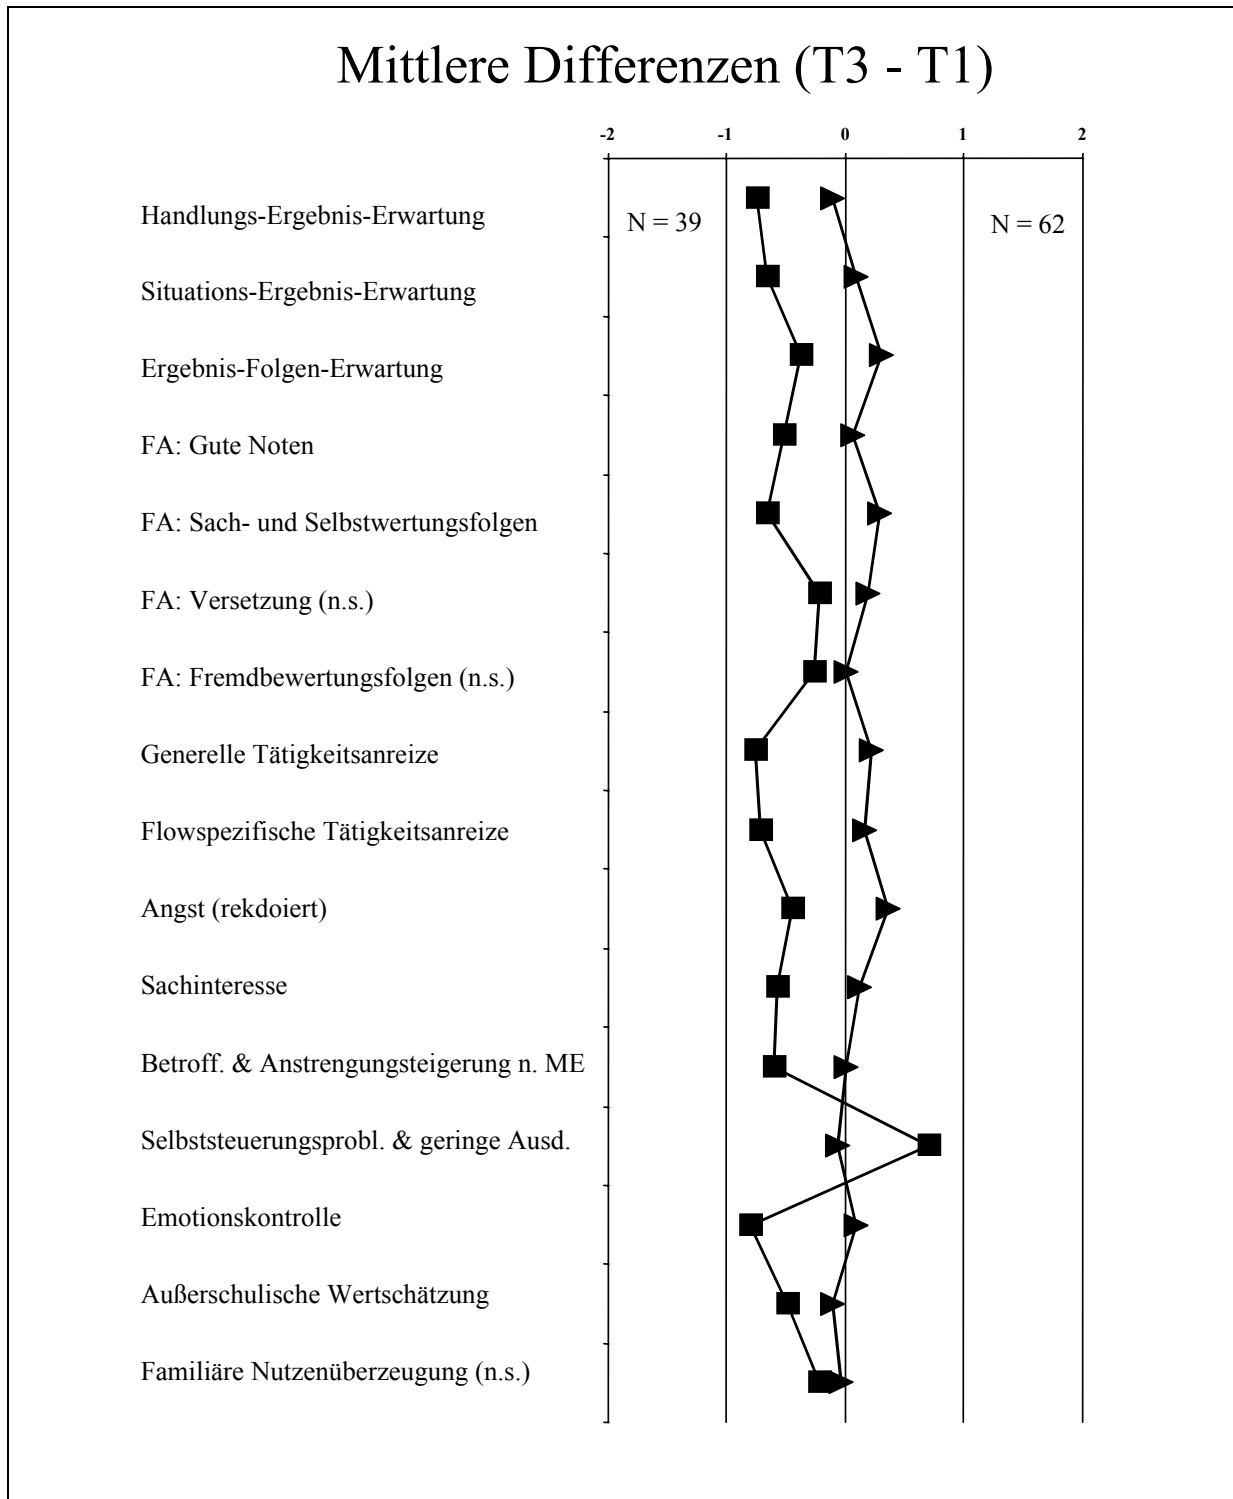 Mittlere Differenzen (T3 - T1)
-2 -1 0 1 2
Handlungs-Ergebnis-Erwartung
N = 39 N = 62
Situations-Ergebnis-Erwartung
Ergebnis-Folgen-Erwartung
FA: Gute Noten
FA: Sach- und Selbstwertungsfolgen
FA: Versetzung (n.s.)
FA: Fremdbewertungsfolgen (n.s.)
Generelle Tätigkeitsanreize
Flowspezifische Tätigkeitsanreize
Angst (rekdoiert)
Sachinteresse
Betroff. & Anstrengungsteigerung n. ME
Selbststeuerungsprobl. & geringe Ausd.
Emotionskontrolle
Außerschulische Wertschätzung
Familiäre Nutzenüberzeugung (n.s.)